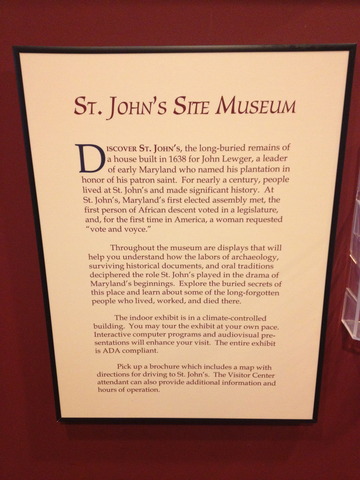 ST. JOHN'S SITE MUSEUM
DISCOVER ST. JOHN'S, the long-buried remains of
a house built in 1638 for John Lewger, a leader
of early Maryland who named his plantation in
honor of his patron saint. For nearly a century, people
lived at St. John's and made significant history. At
St. John's, Maryland's first elected assembly met, the
first person of African descent voted in a legislature,
and, for the first time in America, a woman requested
"vote and voyce."
Throughout the museum are displays that will
help you understand how the labors of archaeology,
surviving historical documents, and oral traditions
deciphered the role St. John's played in the drama of
Maryland's beginnings. Explore the buried secrets of
this place and learn about some of the long-forgotten
people who lived, worked, and died there.
The indoor exhibit is in a climate-controlled
building. You may tour the exhibit at your own pace.
Interactive computer programs and audiovisual pre-
sentations will enhance your visit. The entire exhibit
is ADA compliant.
Pick up a brochure which includes a map with
directions for driving to St. John's. The Visitor Center
attendant can also provide additional information and
hours of operation.